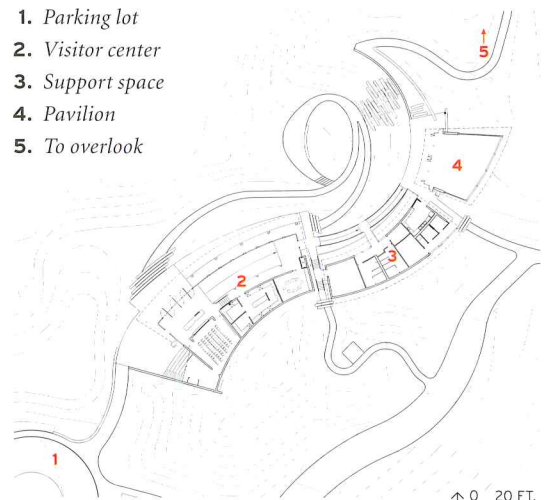 1. Parking lot
2. Visitor center
3. Support space
4. Pavilion
5. To overlook
5
4
3
2
1
0 20 FT.